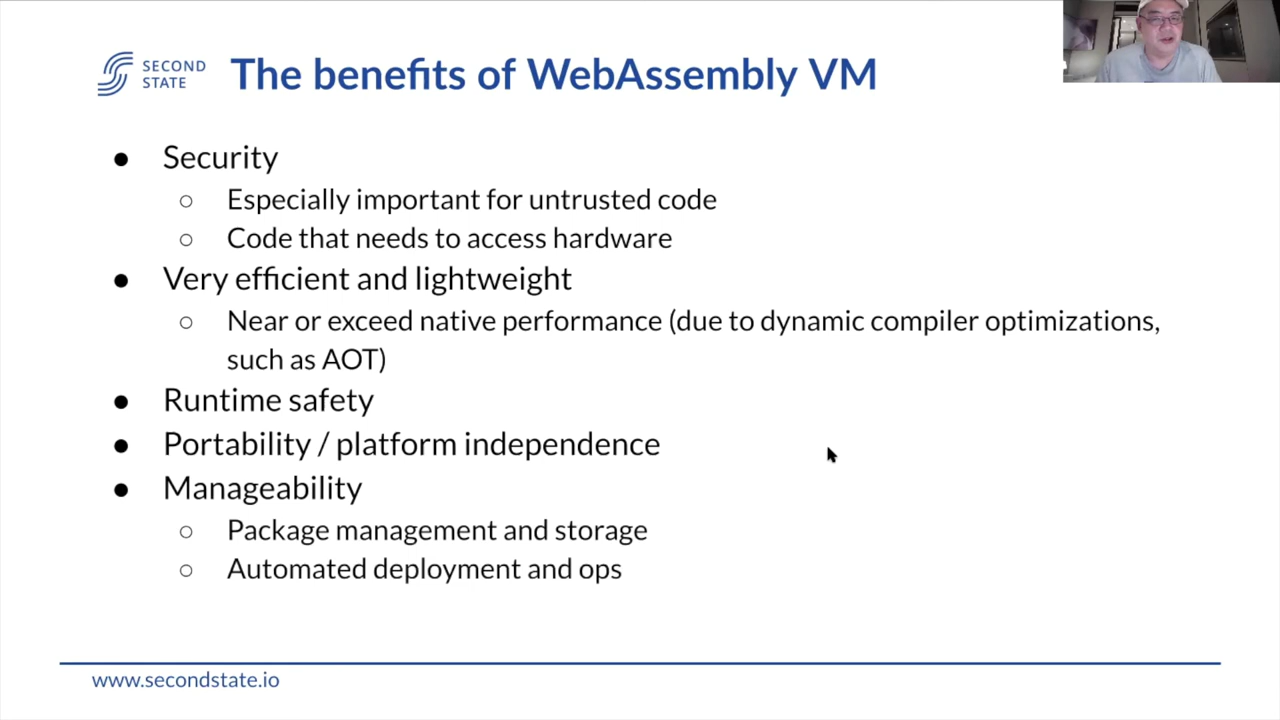 SECOND
STATE
The benefits of WebAssembly VM
● Security
○ Especially important for untrusted code
○ Code that needs to access hardware
● Very efficient and lightweight
○ Near or exceed native performance (due to dynamic compiler optimizations,
such as AOT)
● Runtime safety
● Portability / platform independence
● Manageability
○ Package management and storage
○ Automated deployment and ops
www.secondstate.io